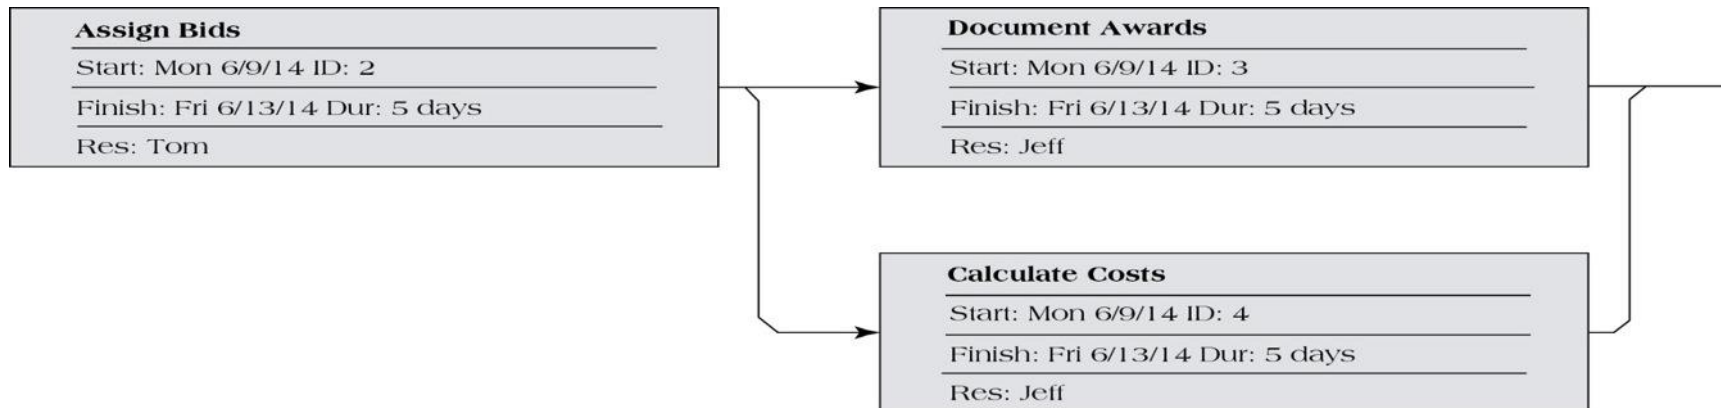 Assign Bids
Start: Mon 6/9/14 ID: 2
Finish: Fri 6/13/14 Dur: 5 days
Res: Tom
Document Awards
Start: Mon 6/9/14 ID: 3
Finish: Fri 6/13/14 Dur: 5 days
Res: Jeff
Calculate Costs
Start: Mon 6/9/14 ID: 4
Finish: Fri 6/13/14 Dur: 5 days
Res: Jeff